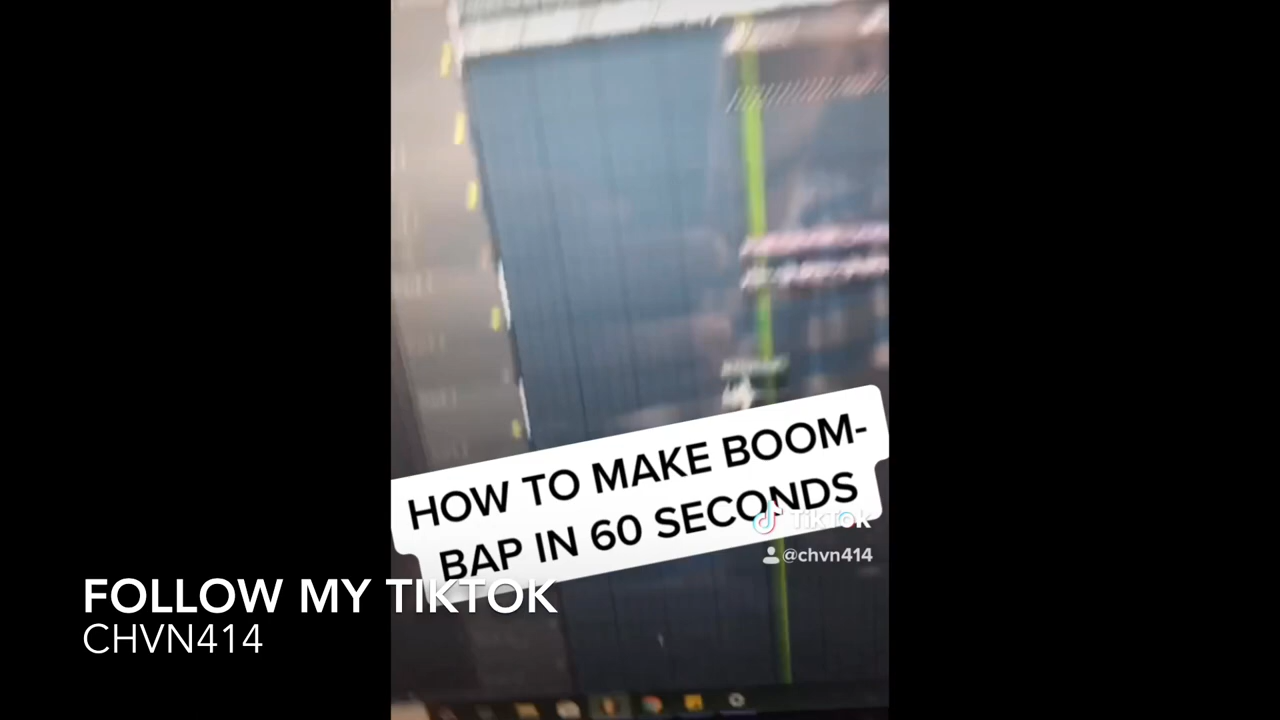 HOW TO MAKE BOOM-
BAP IN 60 SECONDS
TikTok
@chvn414
FOLLOW MY TIKTOK
CHVN414